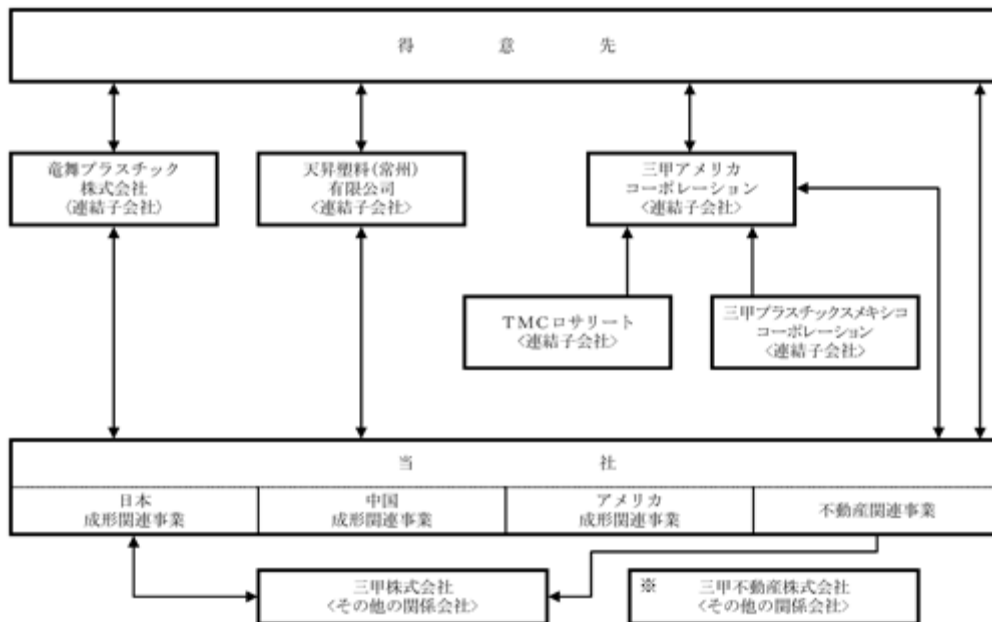 得意先
竜舞プラスチック
株式会社
〈連結子会社〉
天昇塑料(常州)
有限公司
<連結子会社>
三甲アメリカ
コーポレーション
<連結子会社>
TMCロサリート
<連結子会社>
三甲プラスチックスメキシコ
コーポレーション
<連結子会社>
当社
日本
成形関連事業
中国
成形関連事業
アメリカ
成形関連事業
不動産関連事業
三甲株式会社
<その他の関係会社>
※ 三甲不動産株式会社
<その他の関係会社>